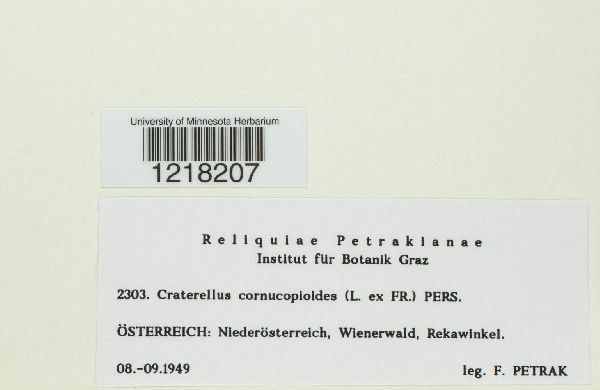 University of Minnesota Herbarium
1218207
Reliquiae Petrakianae
Institut für Botanik Graz
2303. Craterellus cornucopioides (L. ex FR.) PERS.
ÖSTERREICH: Niederösterreich, Wienerwald, Rekawinkel.
08.-09.1949 leg. F. PETRAK